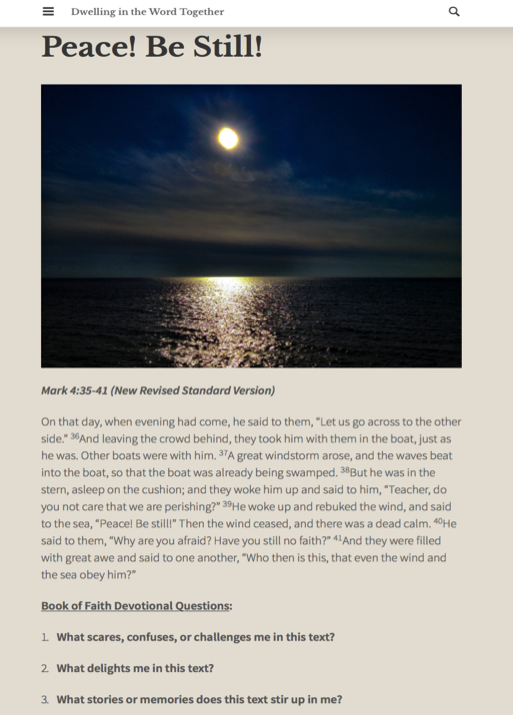 Dwelling in the Word Together
Peace! Be Still!
Mark 4:35-41 (New Revised Standard Version)
On that day, when evening had come, he said to them, “Let us go across to the other
side.” ³⁶And leaving the crowd behind, they took him with them in the boat, just as
he was. Other boats were with him. ³⁷A great windstorm arose, and the waves beat
into the boat, so that the boat was already being swamped. ³⁸But he was in the
stern, asleep on the cushion; and they woke him up and said to him, “Teacher, do
you not care that we are perishing?” ³⁹He woke up and rebuked the wind, and said
to the sea, “Peace! Be still!” Then the wind ceased, and there was a dead calm. ⁴⁰He
said to them, “Why are you afraid? Have you still no faith?” ⁴¹And they were filled
with great awe and said to one another, “Who then is this, that even the wind and
the sea obey him?”
Book of Faith Devotional Questions:
1. What scares, confuses, or challenges me in this text?
2. What delights me in this text?
3. What stories or memories does this text stir up in me?